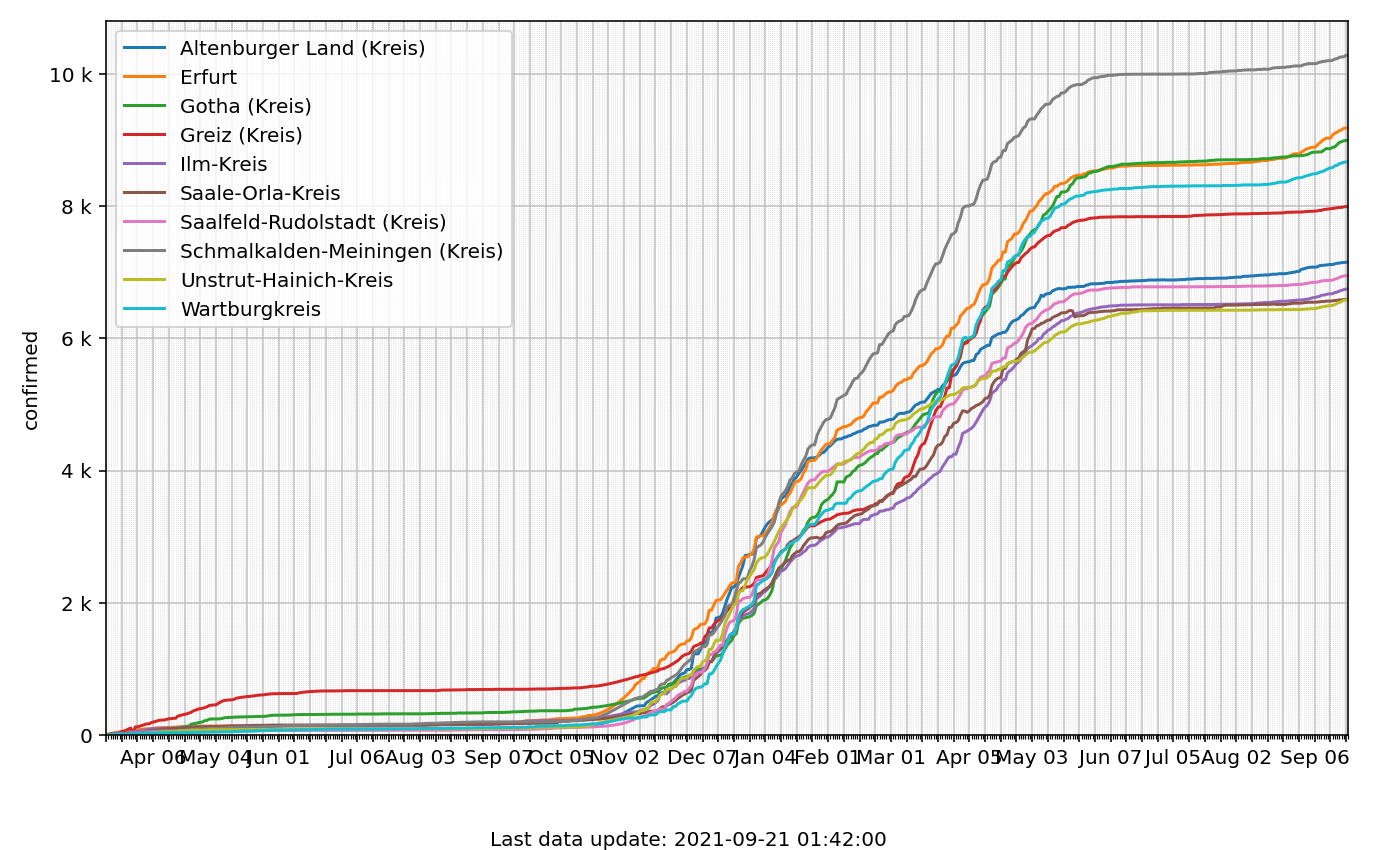 10 k
8 k
6 k
4 k
2 k
0
confirmed
Altenburger Land (Kreis)
Erfurt
Gotha (Kreis)
Greiz (Kreis)
Ilm-Kreis
Saale-Orla-Kreis
Saalfeld-Rudolstadt (Kreis)
Schmalkalden-Meiningen (Kreis)
Unstrut-Hainich-Kreis
Wartburgkreis
Apr 06 May 04 Jun 01 Jul 06 Aug 03 Sep 07 Oct 05 Nov 02 Dec 07 Jan 04 Feb 01 Mar 01 Apr 05 May 03 Jun 07 Jul 05 Aug 02 Sep 06
Last data update: 2021-09-21 01:42:00